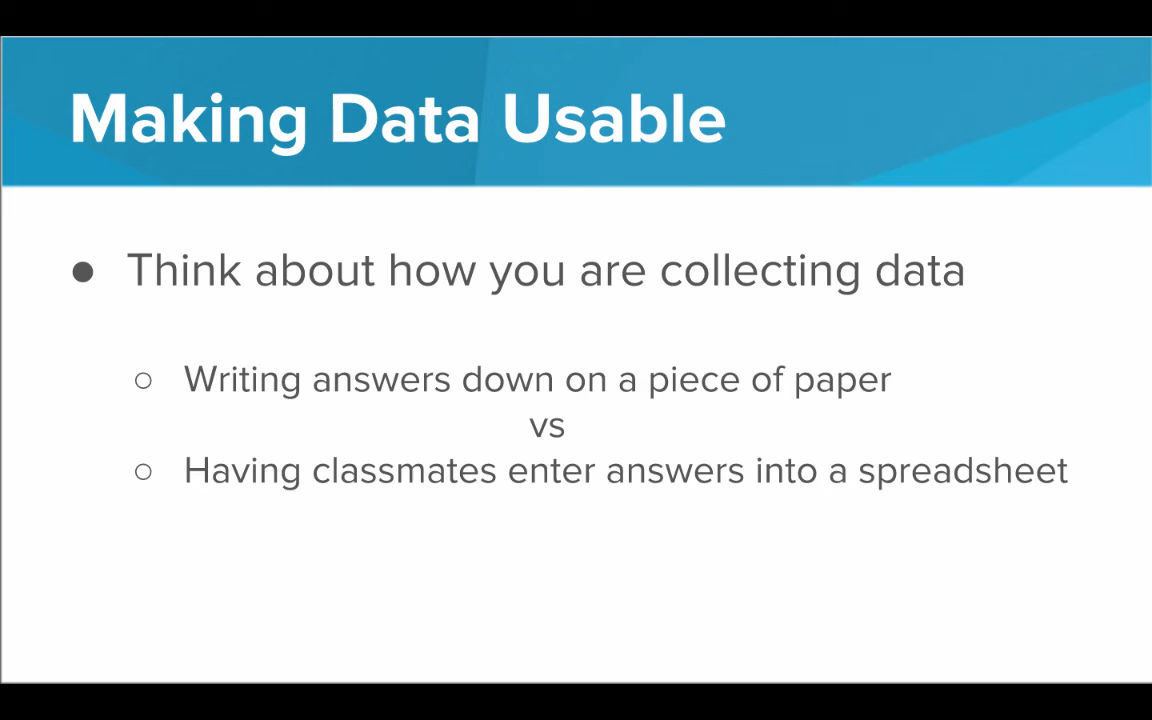 Making Data Usable
● Think about how you are collecting data
○ Writing answers down on a piece of paper
vs
○ Having classmates enter answers into a spreadsheet